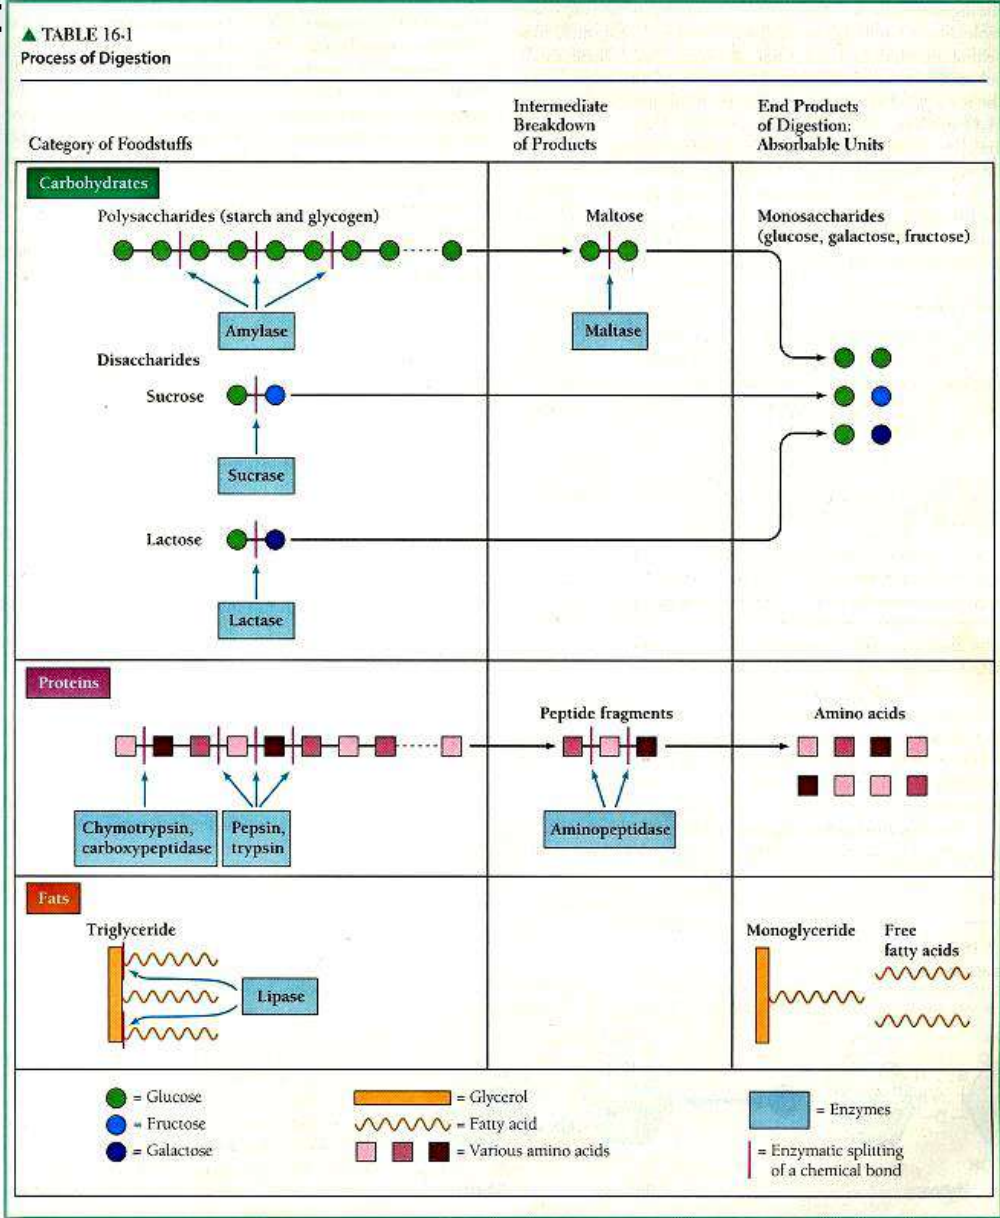 ▲ TABLE 16-1
Process of Digestion
Category of Foodstuffs
Intermediate
Breakdown
of Products
End Products
of Digestion:
Absorbable Units
Carbohydrates
Polysaccharides (starch and glycogen)
Maltose
Monosaccharides
(glucose, galactose, fructose)
Amylase
Maltase
Disaccharides
Sucrose
Sucrase
Lactose
Lactase
Proteins
Peptide fragments
Amino acids
Chymotrypsin,
carboxypeptidase
Pepsin,
trypsin
Aminopeptidase
Fats
Triglyceride
Lipase
Monoglyceride
Free
fatty acids
= Glucose
= Fructose
= Galactose
= Glycerol
= Fatty acid
= Various amino acids
= Enzymes
= Enzymatic splitting
of a chemical bond